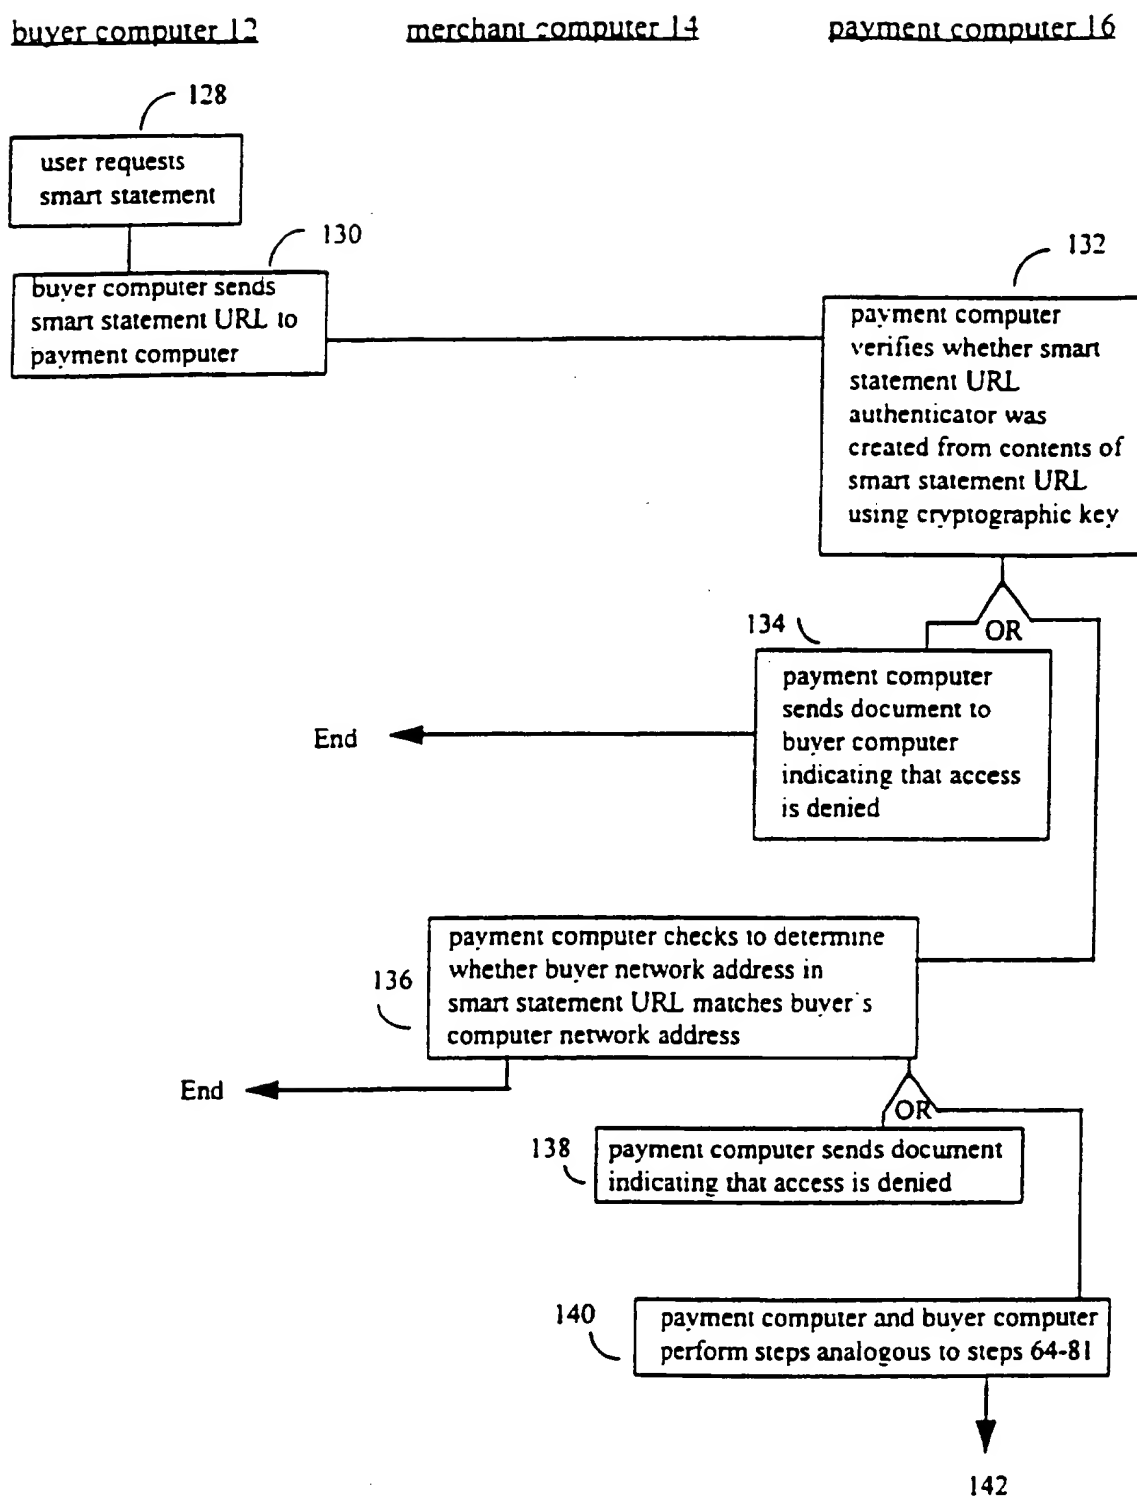 buyer computer 12
merchant computer 14
payment computer 16
128
user requests
smart statement
130
buyer computer sends
smart statement URL to
payment computer
132
payment computer
verifies whether smart
statement URL
authenticator was
created from contents of
smart statement URL
using cryptographic key
OR
134
payment computer
sends document to
buyer computer
indicating that access
is denied
End
136
payment computer checks to determine
whether buyer network address in
smart statement URL matches buyer's
computer network address
End
OR
138
payment computer sends document
indicating that access is denied
140
payment computer and buyer computer
perform steps analogous to steps 64-81
142